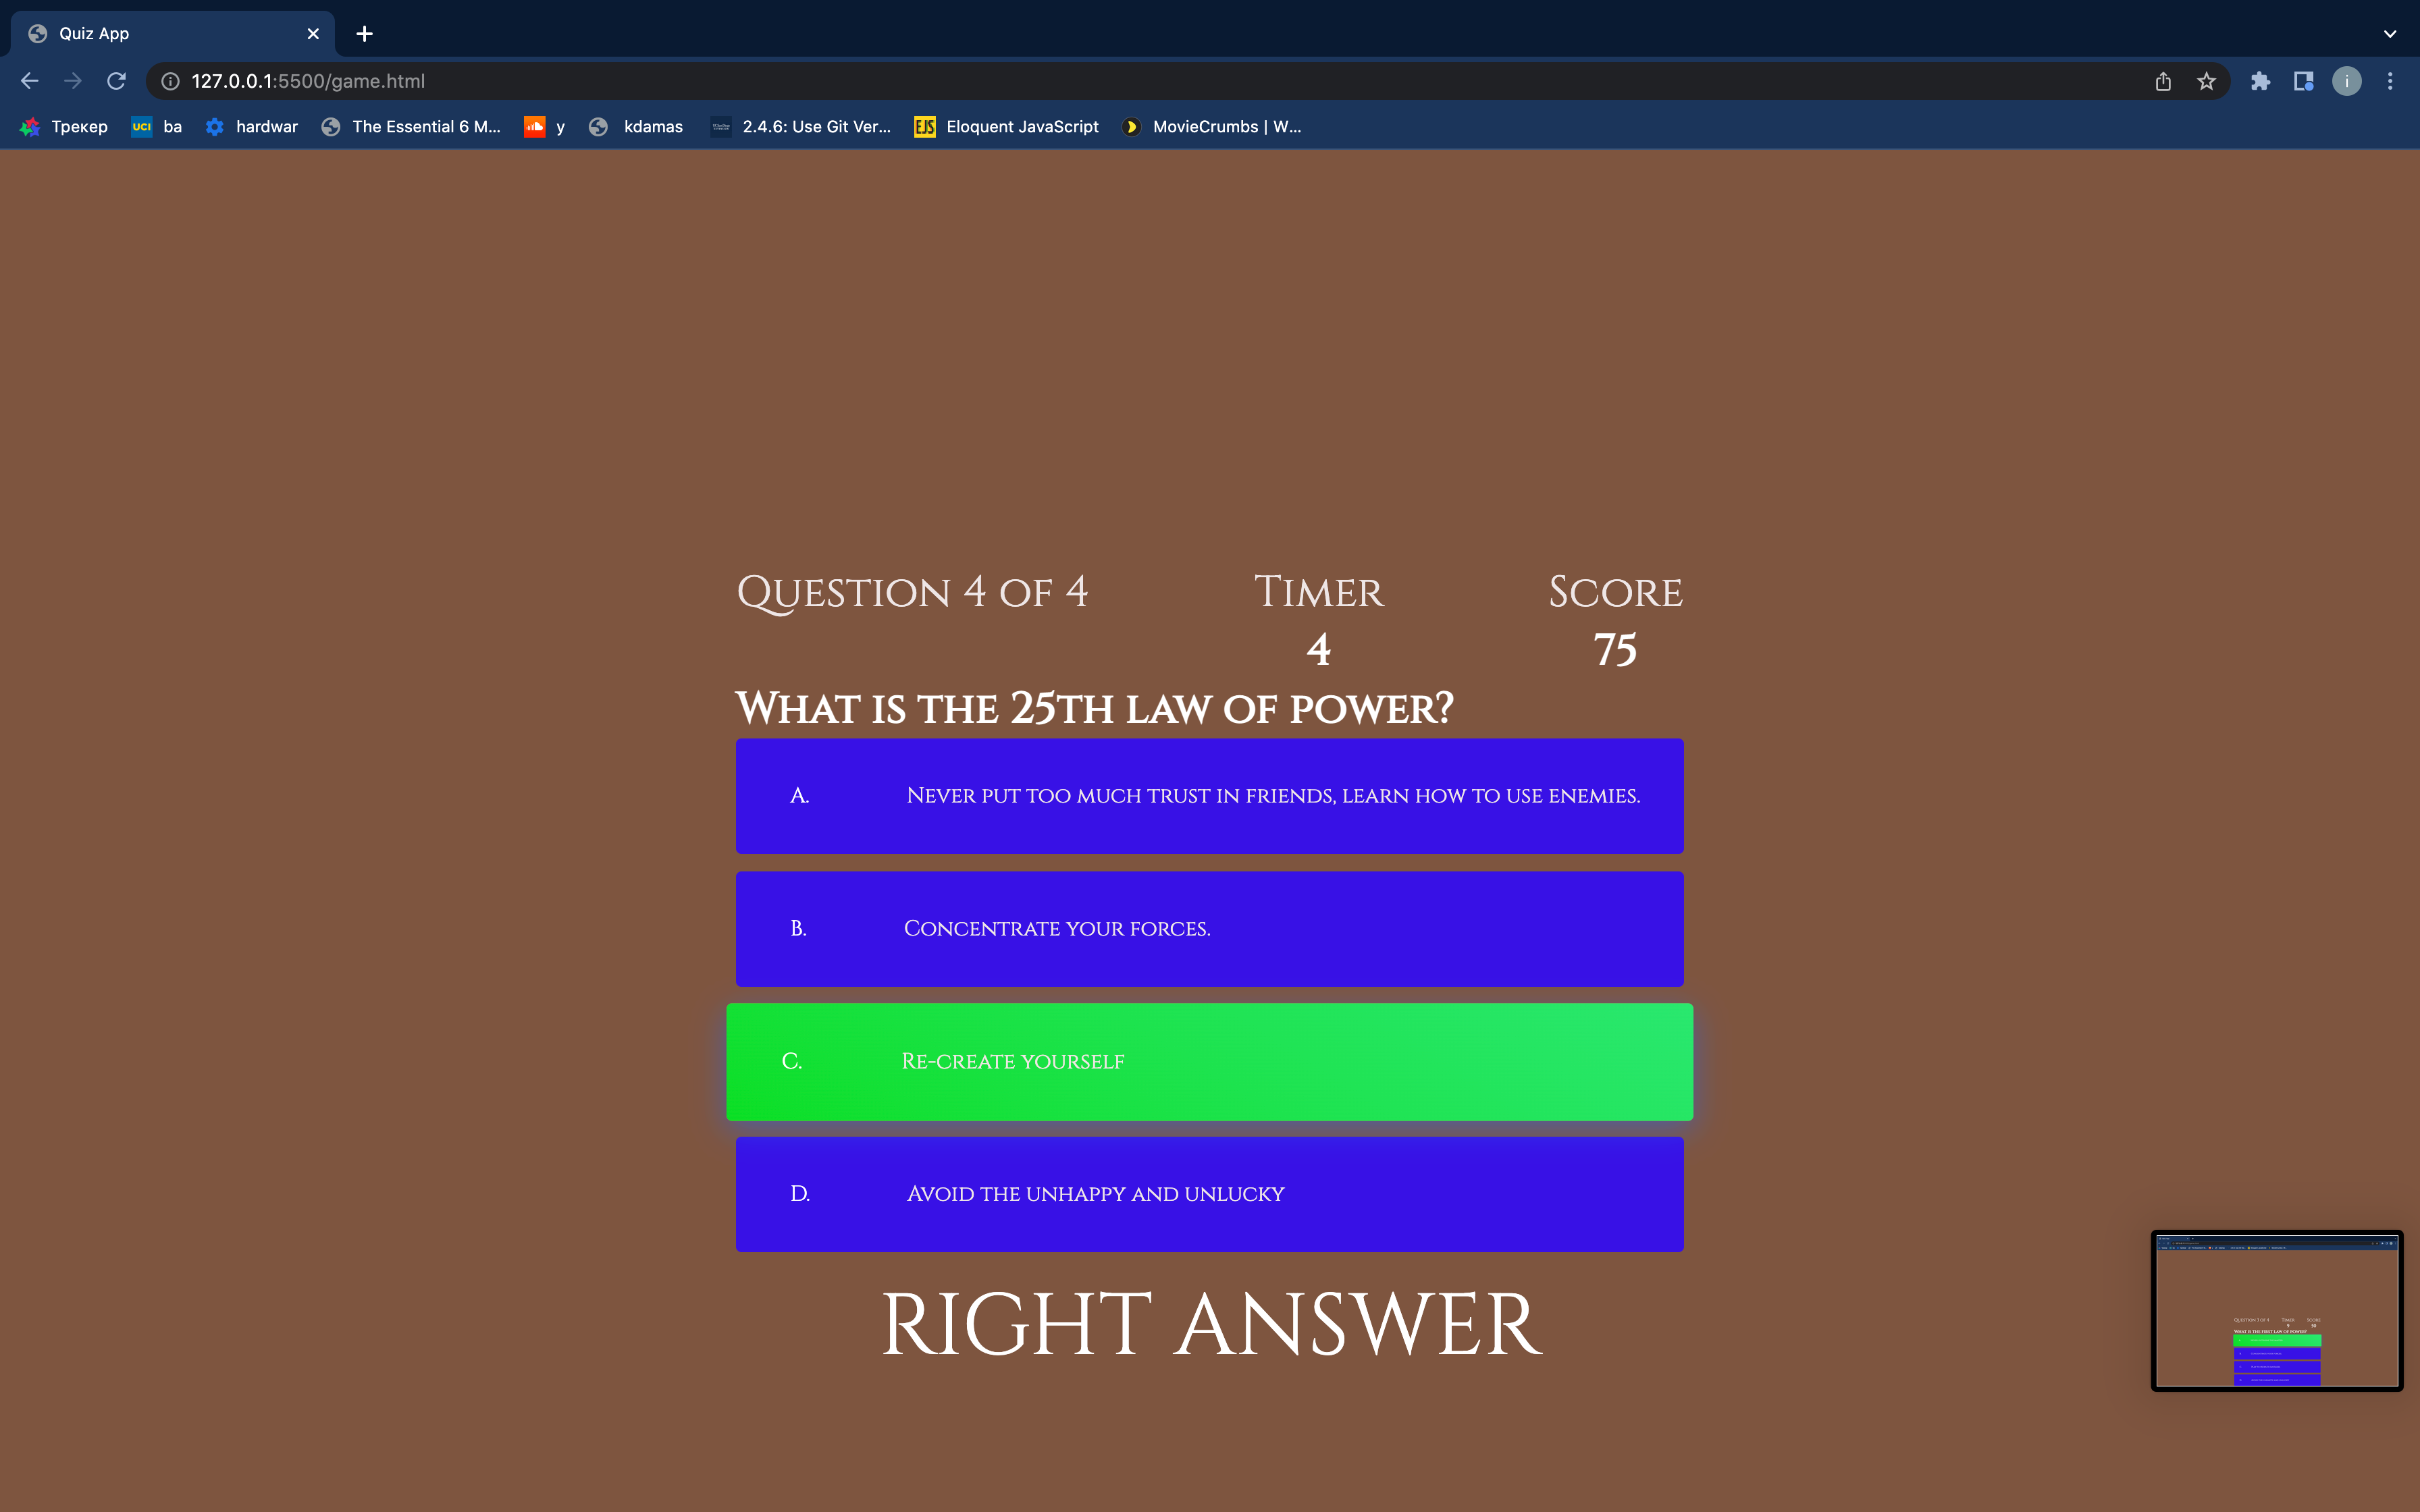 Quiz App
127.0.0.1:5500/game.html
i
Трекер
UCI ba
hardwar
The Essential 6 M...
y
kdamas
2.4.6: Use Git Ver...
EJS Eloquent JavaScript
MovieCrumbs | W...
Question 4 of 4
Timer
Score
4
75
What is the 25th law of power?
A. Never put too much trust in friends, learn how to use enemies.
B. Concentrate your forces.
C. Re-create yourself
D. Avoid the unhappy and unlucky
RIGHT ANSWER